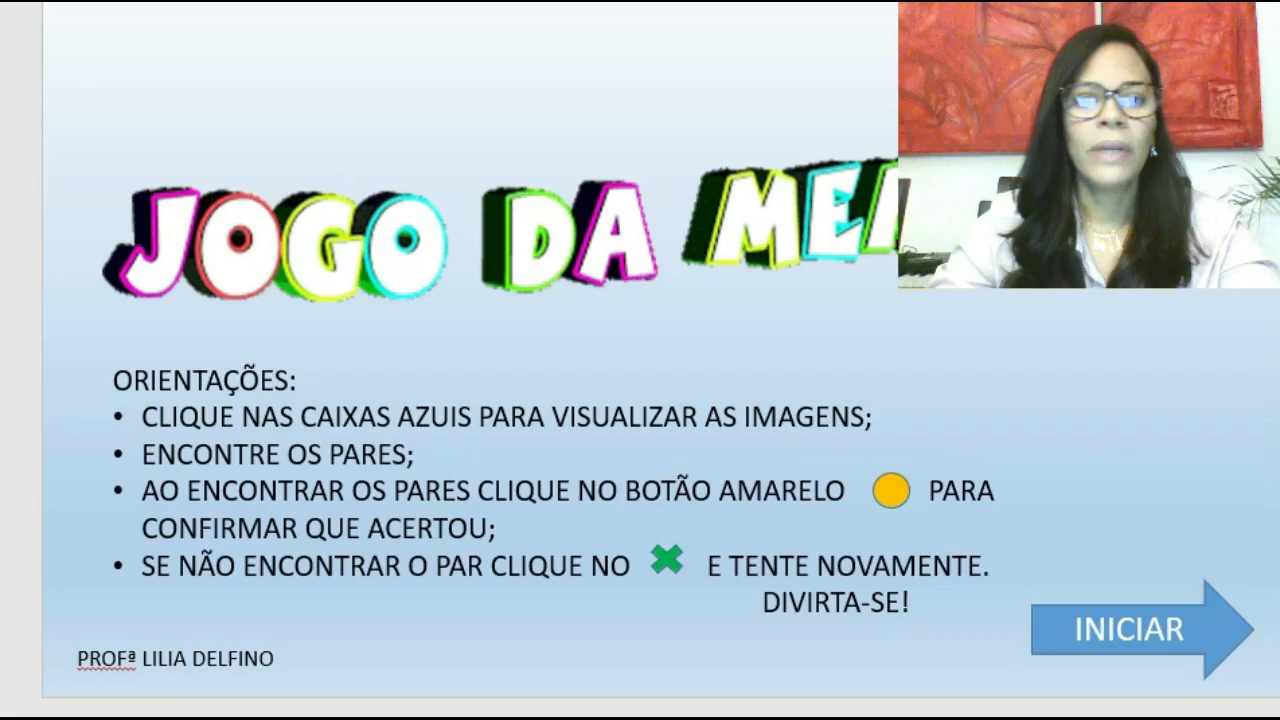 JOGO DA MEM
ORIENTAÇÕES:
• CLIQUE NAS CAIXAS AZUIS PARA VISUALIZAR AS IMAGENS;
• ENCONTRE OS PARES;
• AO ENCONTRAR OS PARES CLIQUE NO BOTÃO AMARELO PARA
CONFIRMAR QUE ACERTOU;
• SE NÃO ENCONTRAR O PAR CLIQUE NO E TENTE NOVAMENTE.
DIVIRTA-SE!
INICIAR
PROFª LILIA DELFINO